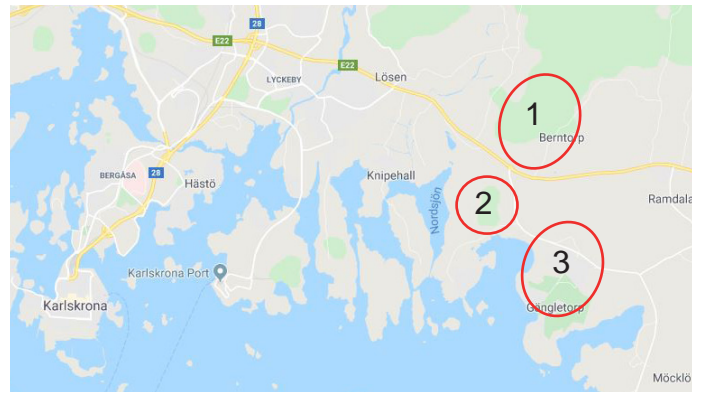 28
E22
E22
LYCKEBY
Lösen
1
Berntorp
BERGÅSA
28
Hästö
Knipehall
Nordsjön
2
Ramdala
Karlskrona Port
3
Karlskrona
Gängletorp
Möcklö